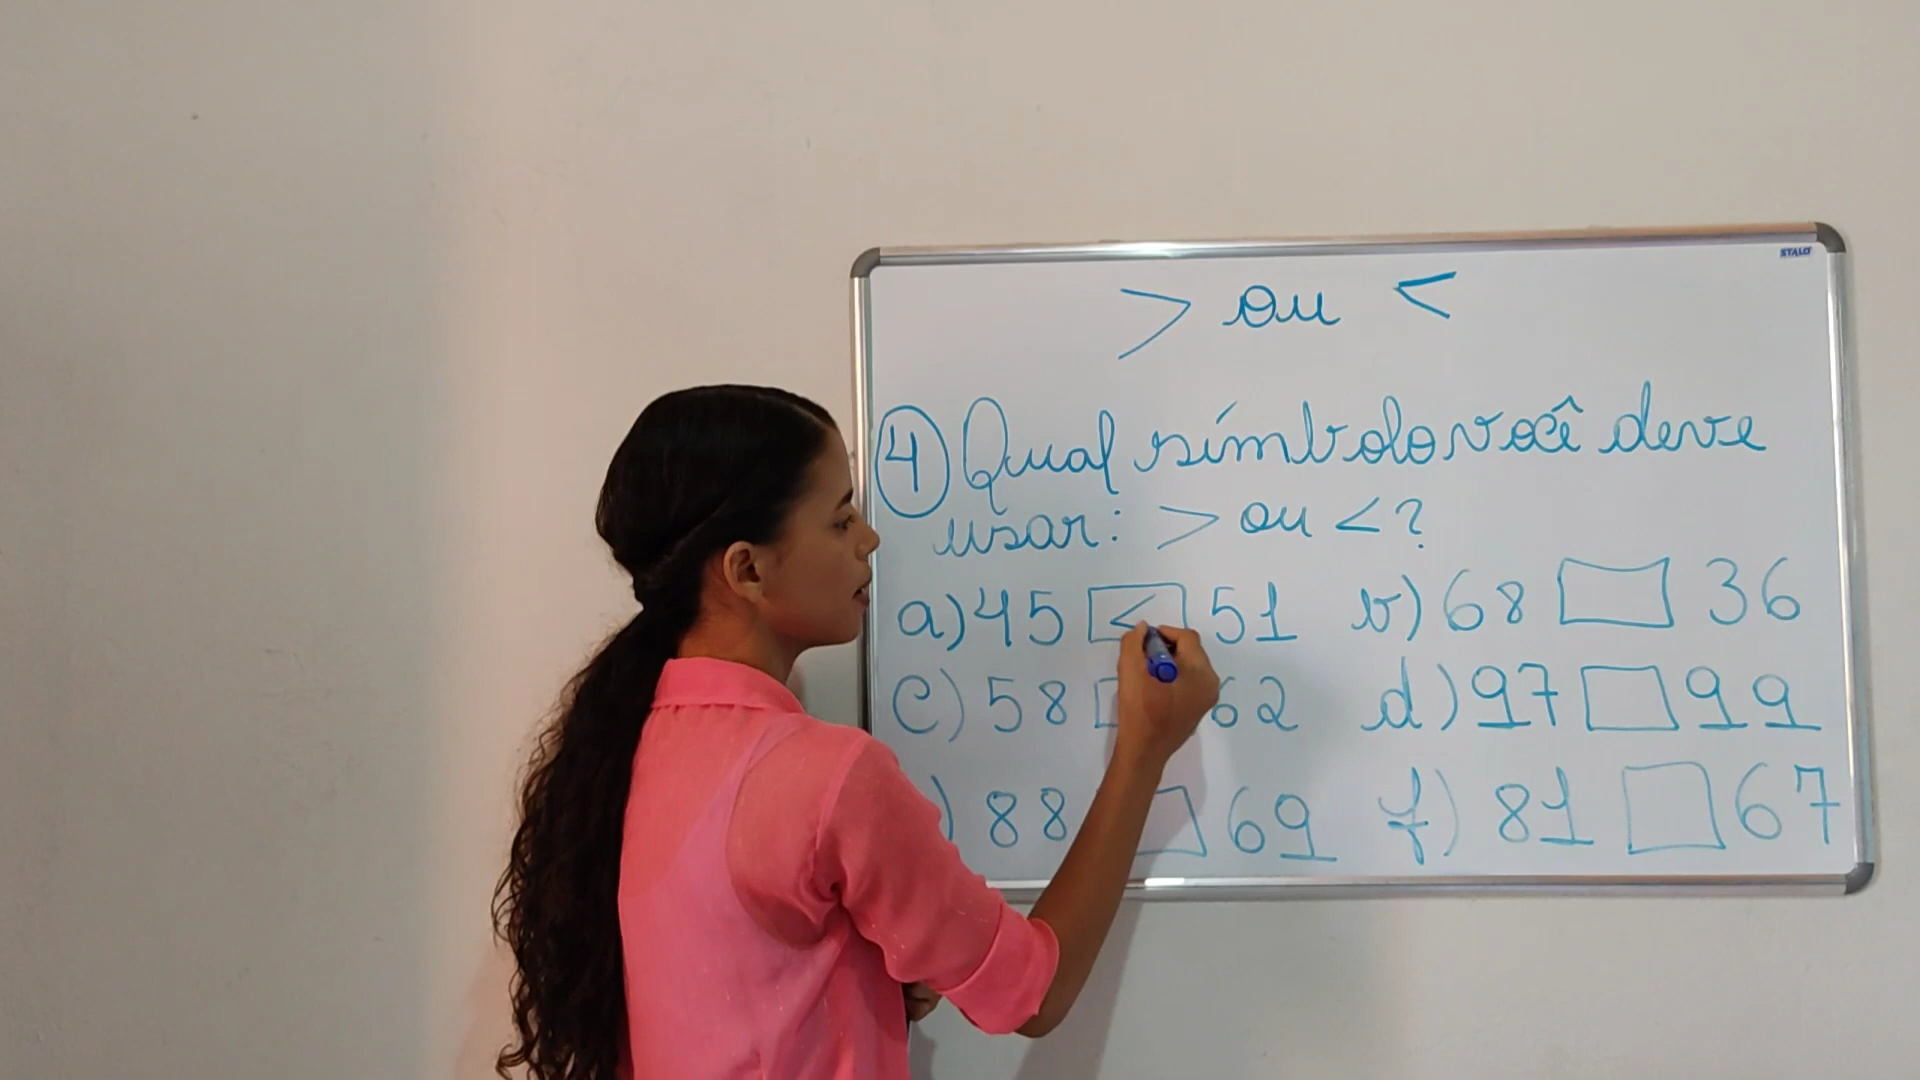 STALO
> ou <
4 Qual símbolo você deve
usar: > ou < ?
a) 45 < 51 b) 68 □ 36
c) 58 □ 62 d) 97 □ 99
) 88 □ 69 f) 81 □ 67